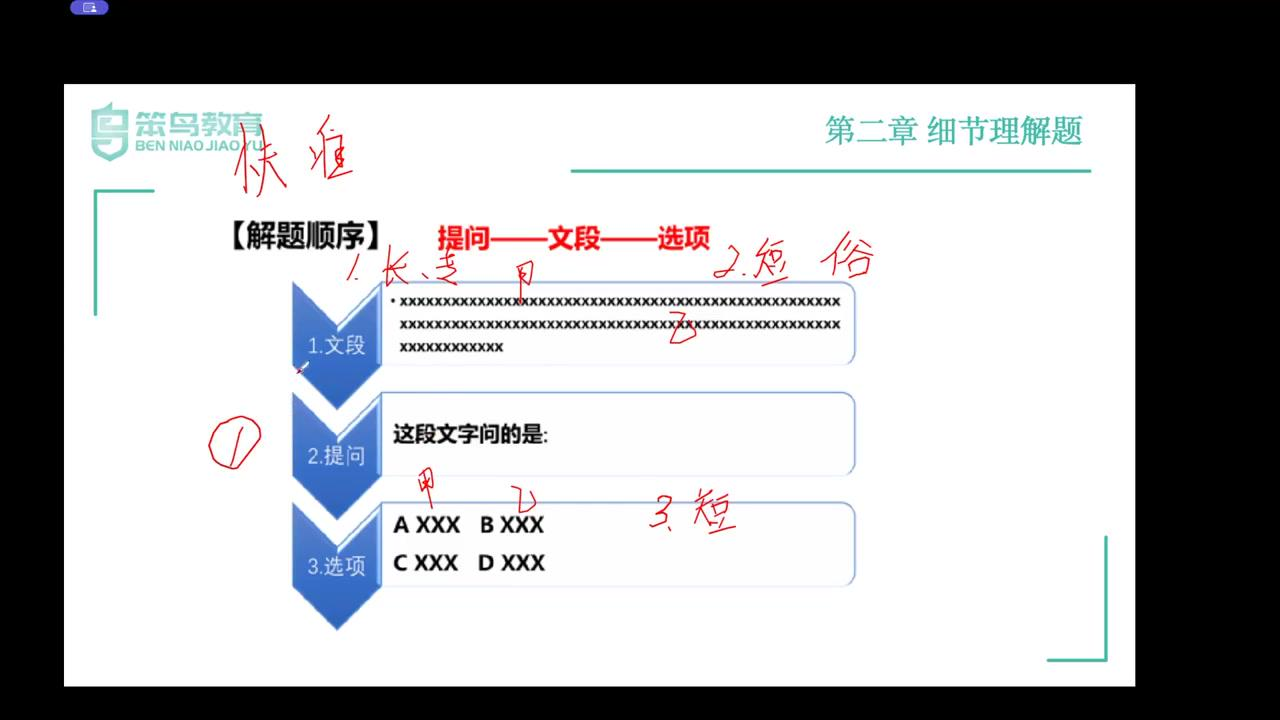 笨鸟教育
BEN NIAO JIAO YU
快 准
第二章 细节理解题
【解题顺序】 提问——文段——选项
1.长、走 甲 2.短 俗
1.文段
• xxxxxxxxxxxxxxxxxxxxxxxxxxxxxxxxxxxxxxxxxxxxxxxxxxx
xxxxxxxxxxxxxxxxxxxxxxxxxxxxxxxxxxxxxxxxxxxxxxxxxxx
xxxxxxxxxxxx
乙
①
2.提问
这段文字问的是:
甲 乙 3.短
3.选项
A XXX B XXX
C XXX D XXX